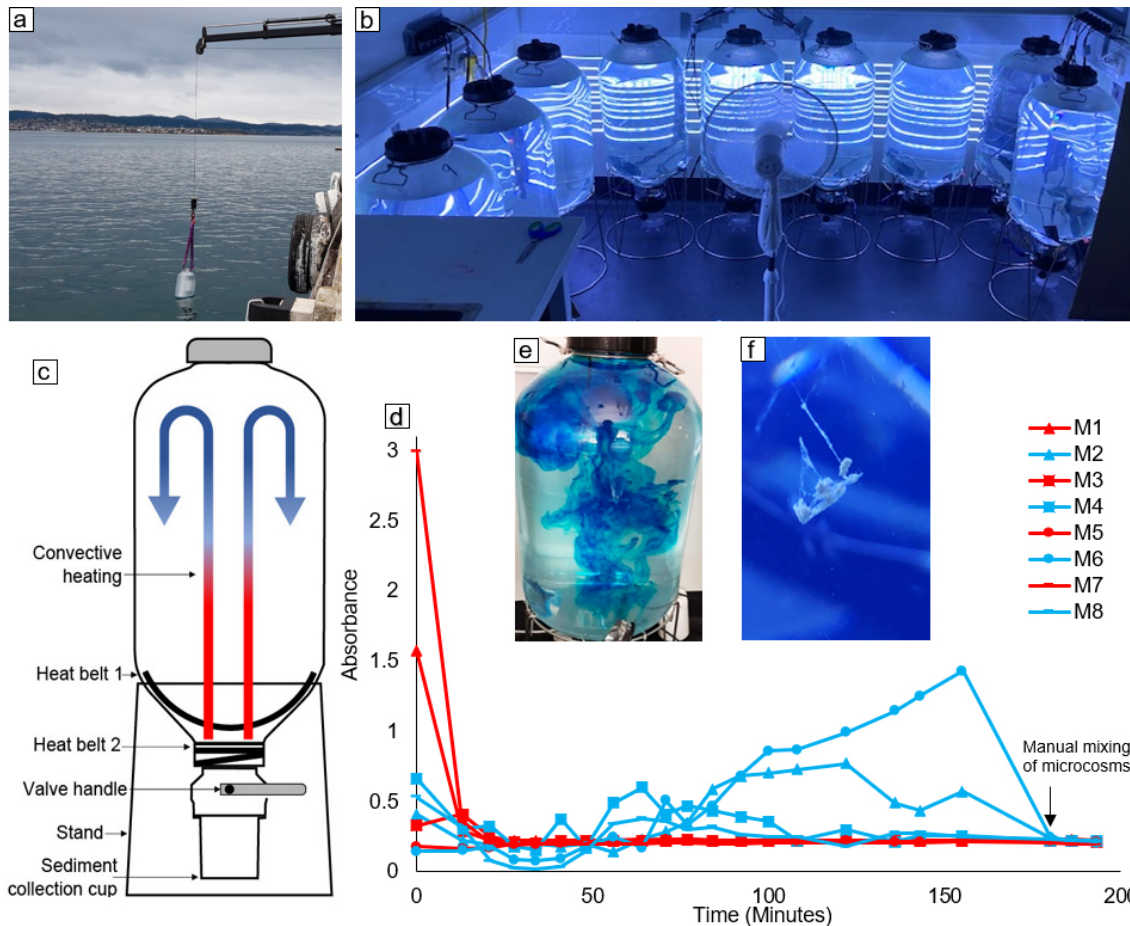 a
b
c
Convective
heating
Heat belt 1
Heat belt 2
Valve handle
Stand
Sediment
collection cup
d
e
f
M1
M2
M3
M4
M5
M6
M7
M8
Absorbance
3
2.5
2
1.5
1
0.5
0
Manual mixing
of microcosms
0
50
100
150
200
Time (Minutes)